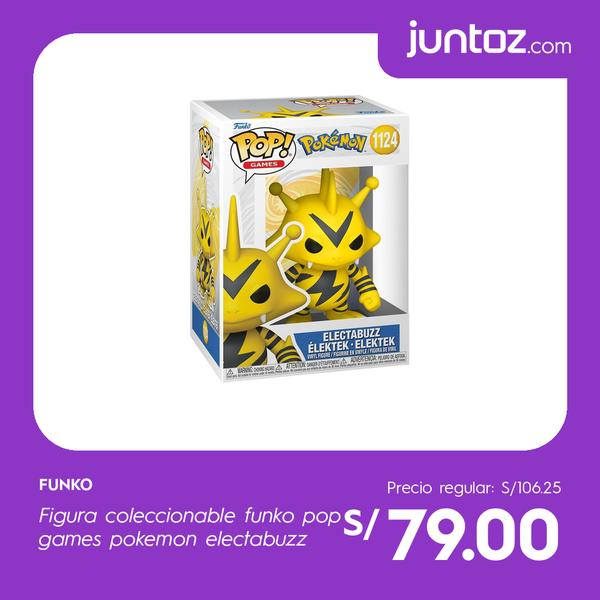 juntoz.com
Funko
POP!
GAMES
POKÉMON
1124
ELECTABUZZ
ÉLEKTEK · ELEKTEK
VINYL FIGURE / FIGURINE EN VINYLE / FIGURA DE VINIL
FUNKO
Precio regular: S/106.25
Figura coleccionable funko pop
games pokemon electabuzz
S/79.00